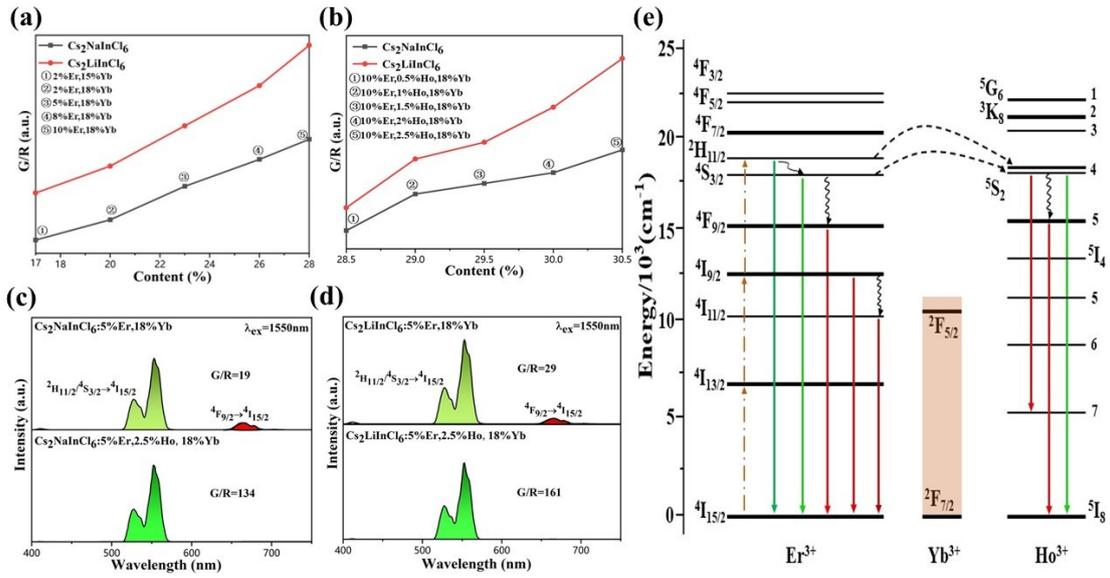 (a)
G/R (a.u.)
Cs2NaInCl6
Cs2LiInCl6
①2%Er,15%Yb
②2%Er,18%Yb
③5%Er,18%Yb
④8%Er,18%Yb
⑤10%Er,18%Yb
①
②
③
④
⑤
17 18 20 22 24 26 28
Content (%)
(b)
G/R (a.u.)
Cs2NaInCl6
Cs2LiInCl6
①10%Er,0.5%Ho,18%Yb
②10%Er,1%Ho,18%Yb
③10%Er,1.5%Ho,18%Yb
④10%Er,2%Ho,18%Yb
⑤10%Er,2.5%Ho,18%Yb
①
②
③
④
⑤
28.5 29.0 29.5 30.0 30.5
Content (%)
(c)
Intensity (a.u.)
Cs2NaInCl6:5%Er,18%Yb
λex=1550nm
G/R=19
2H11/2/4S3/2→4I15/2
4F9/2→4I15/2
Cs2NaInCl6:5%Er,2.5%Ho, 18%Yb
G/R=134
400 500 600 700
Wavelength (nm)
(d)
Intensity (a.u.)
Cs2LiInCl6:5%Er,18%Yb
λex=1550nm
G/R=29
2H11/2/4S3/2→4I15/2
4F9/2→4I15/2
Cs2LiInCl6:5%Er,2.5%Ho, 18%Yb
G/R=161
400 500 600 700
Wavelength (nm)
(e)
Energy/10³(cm⁻¹)
25
20
15
10
5
0
4F3/2
4F5/2
4F7/2
2H11/2
4S3/2
4F9/2
4I9/2
4I11/2
4I13/2
4I15/2
Er3+
2F5/2
2F7/2
Yb3+
5G6
3K8
5S2
1
2
3
4
5
5I4
5
6
7
5I8
Ho3+